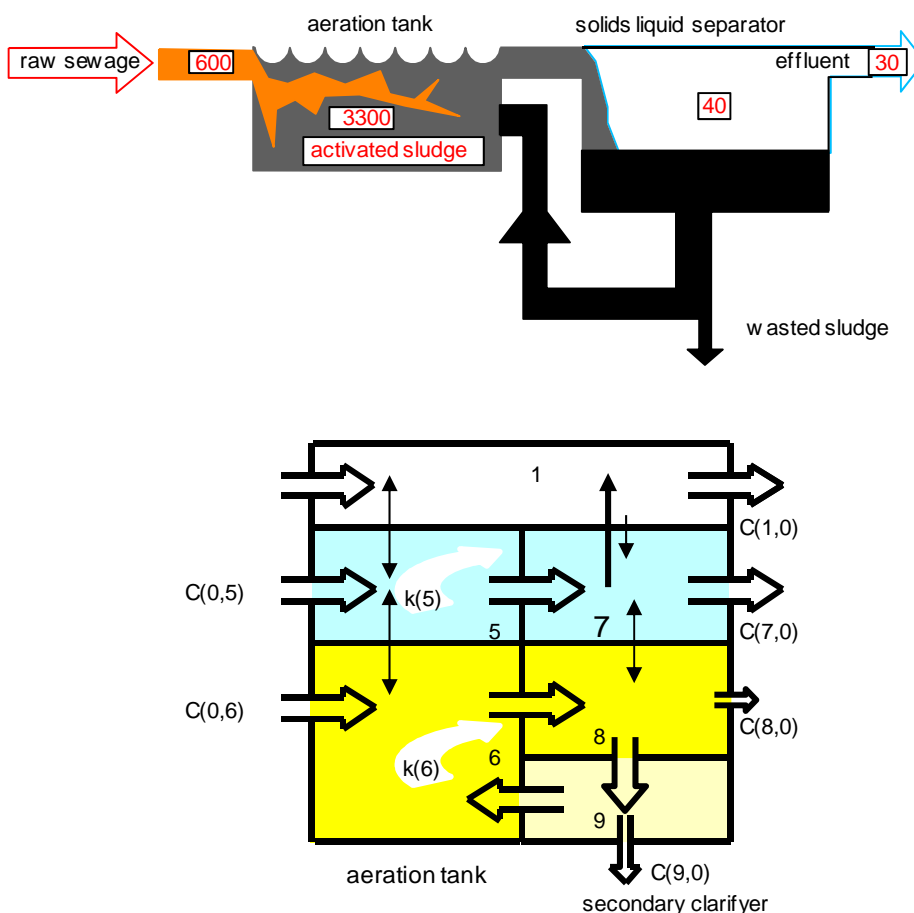 aeration tank
solids liquid separator
raw sewage
600
effluent
30
3300
40
activated sludge
w asted sludge
1
C(1,0)
C(0,5)
k(5)
5
7
C(7,0)
C(0,6)
C(8,0)
8
6
k(6)
9
aeration tank
C(9,0)
secondary clarifyer